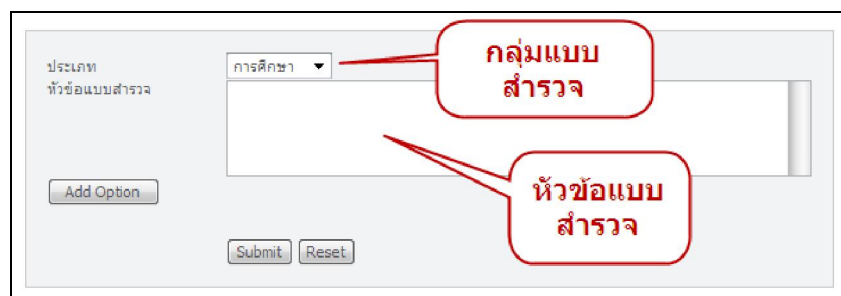 ประเภท
การศึกษา
กลุ่มแบบ
สำรวจ
หัวข้อแบบสำรวจ
Add Option
หัวข้อแบบ
สำรวจ
Submit
Reset